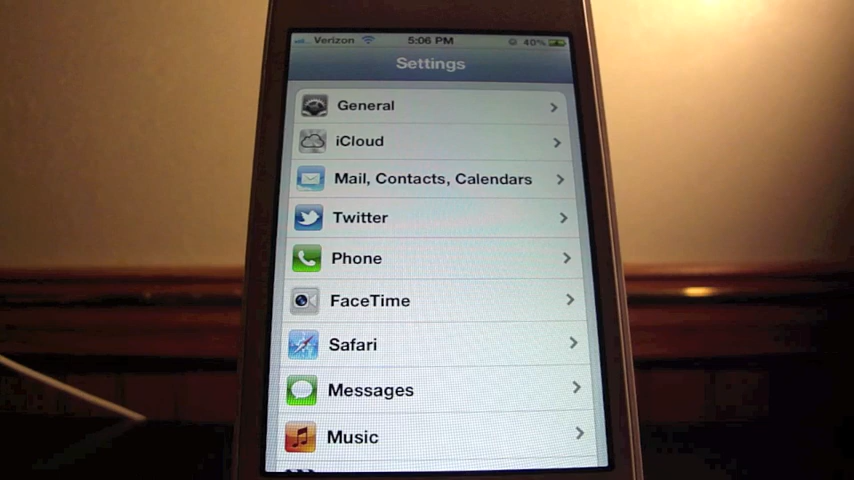 Verizon 5:06 PM 40%
Settings
General
iCloud
Mail, Contacts, Calendars
Twitter
Phone
FaceTime
Safari
Messages
Music